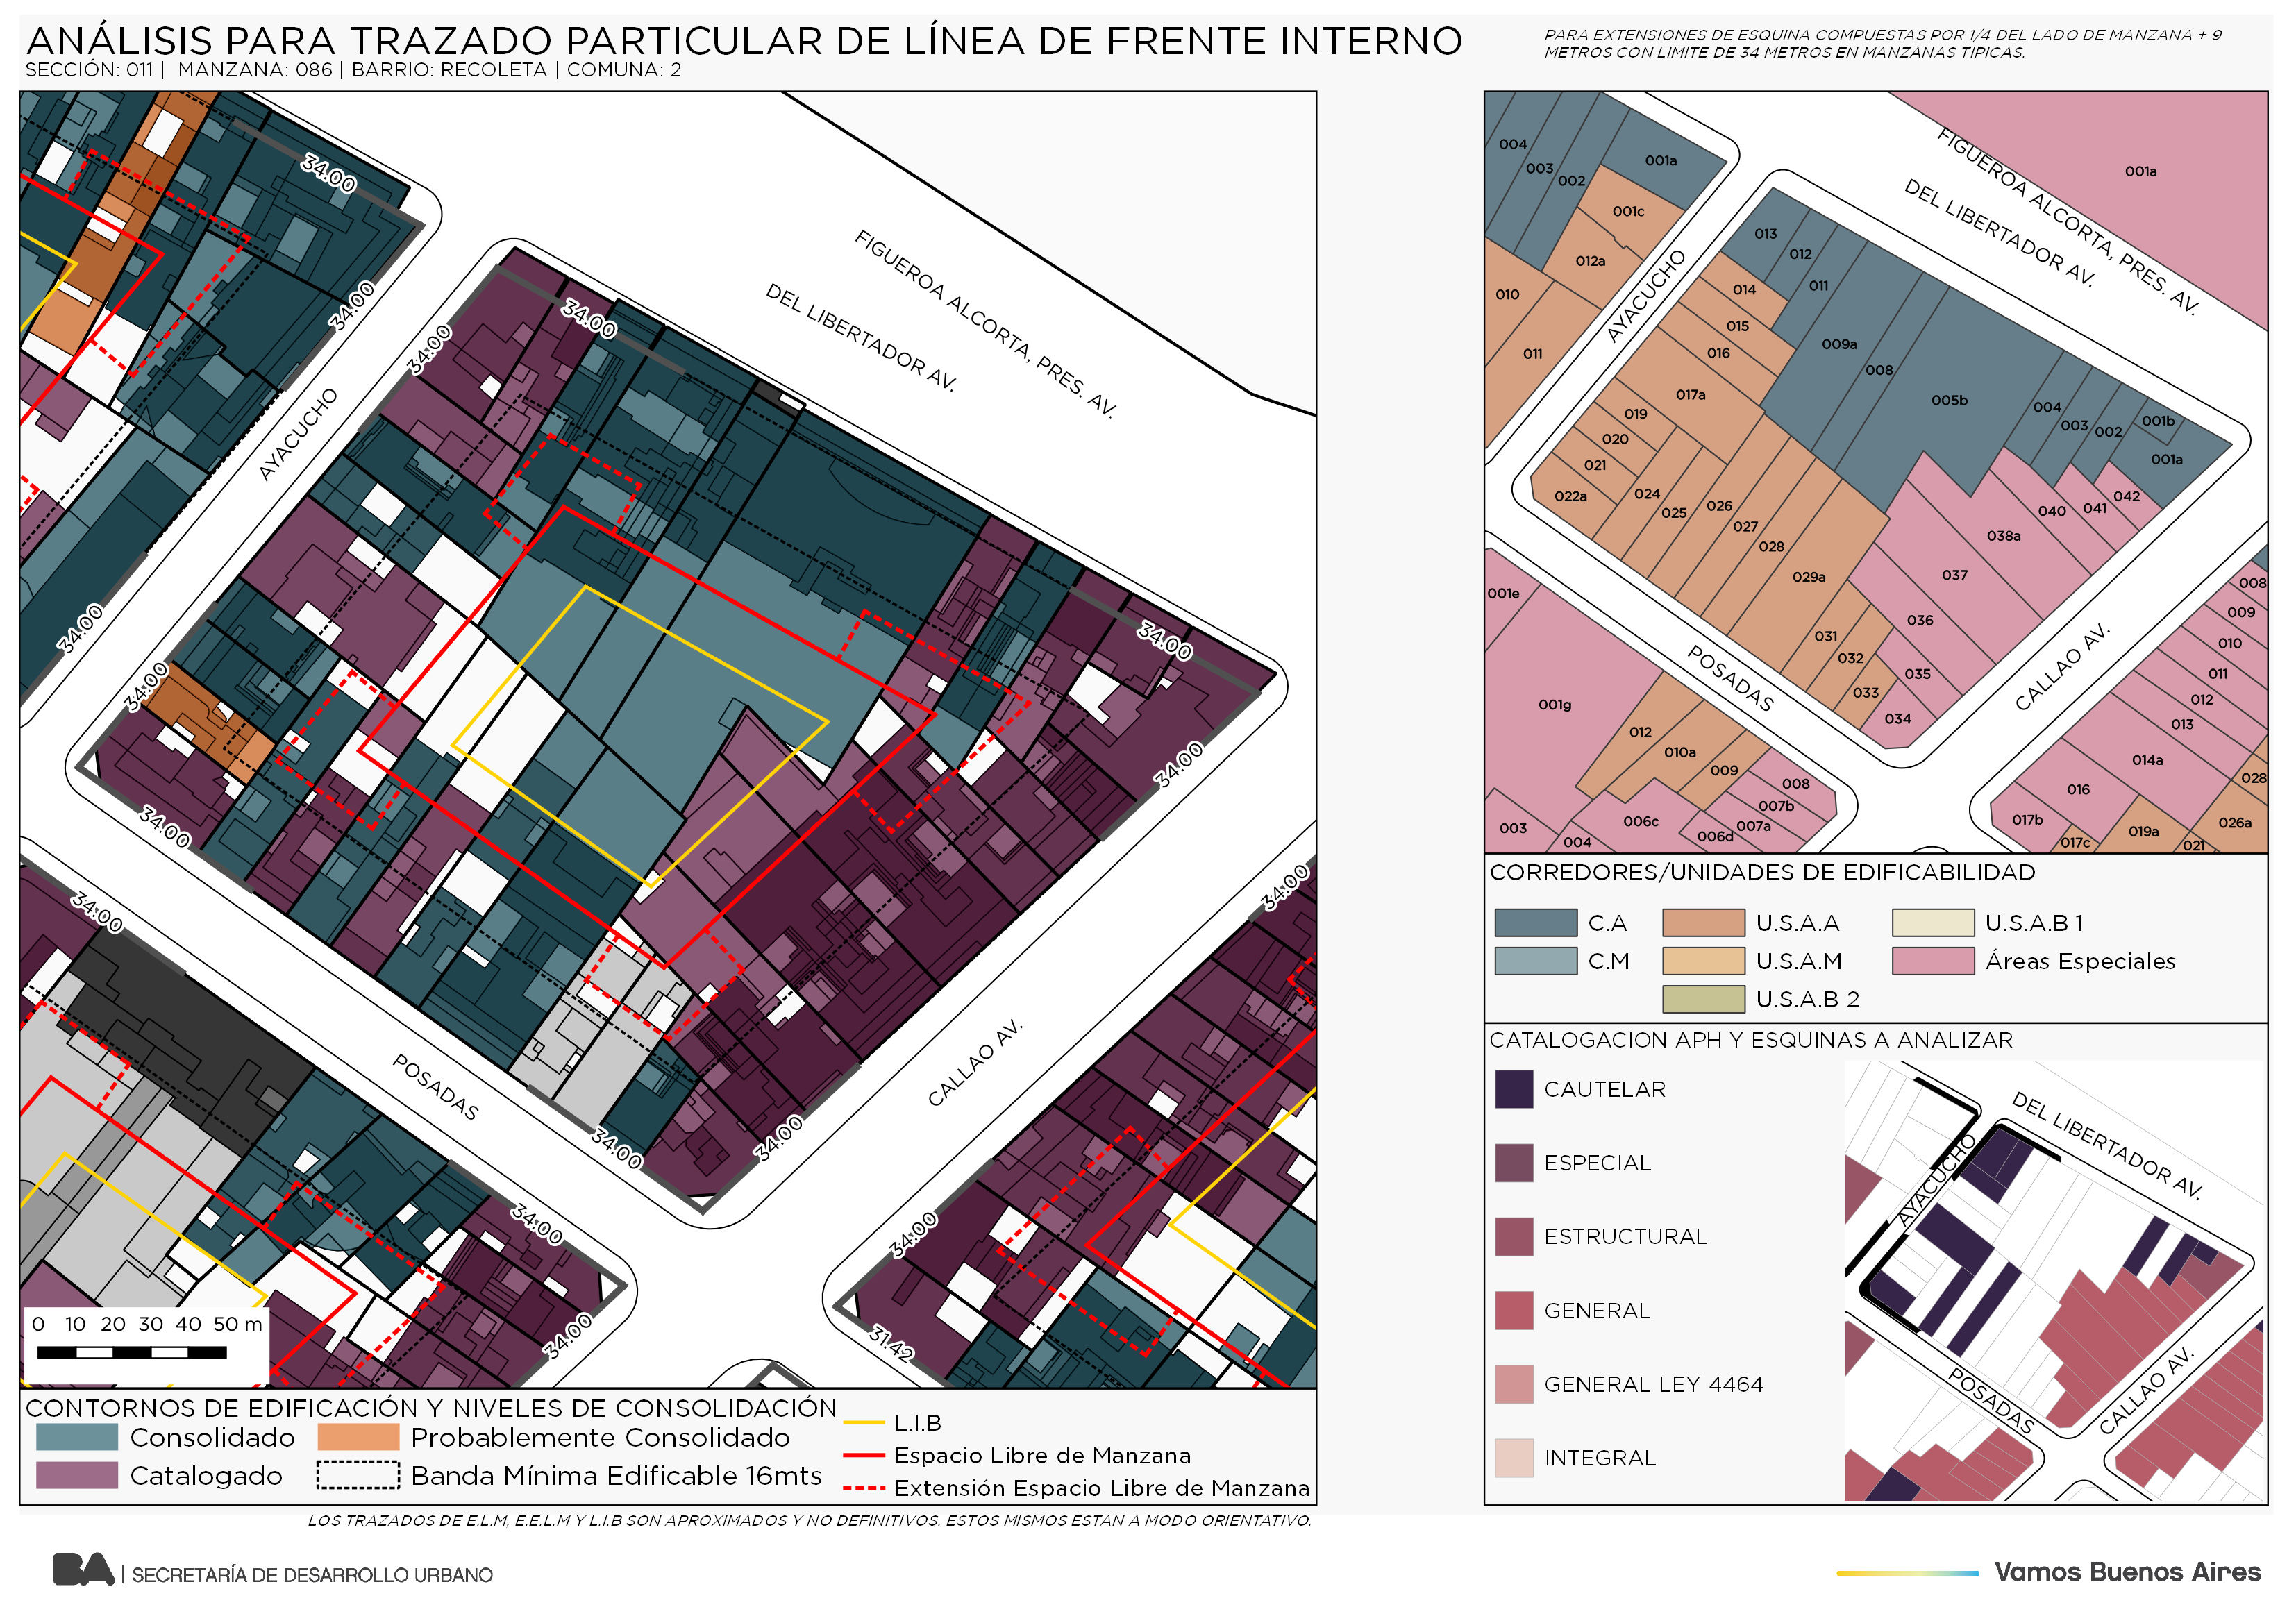 ANÁLISIS PARA TRAZADO PARTICULAR DE LÍNEA DE FRENTE INTERNO
SECCIÓN: 011 | MANZANA: 086 | BARRIO: RECOLETA | COMUNA: 2
PARA EXTENSIONES DE ESQUINA COMPUESTAS POR 1/4 DEL LADO DE MANZANA + 9
METROS CON LIMITE DE 34 METROS EN MANZANAS TIPICAS.
34.00
34.00
34.00
34.00
FIGUEROA ALCORTA, PRES. AV.
DEL LIBERTADOR AV.
AYACUCHO
34.00
34.00
34.00
34.00
34.00
34.00
34.00
POSADAS
CALLAO AV.
34.00
34.00
34.00
34.00
34.00
34.00
31.42
0 10 20 30 40 50 m
CONTORNOS DE EDIFICACIÓN Y NIVELES DE CONSOLIDACIÓN
Consolidado
Probablemente Consolidado
Catalogado
Banda Mínima Edificable 16mts
L.I.B
Espacio Libre de Manzana
Extensión Espacio Libre de Manzana
LOS TRAZADOS DE E.L.M, E.E.L.M Y L.I.B SON APROXIMADOS Y NO DEFINITIVOS. ESTOS MISMOS ESTAN A MODO ORIENTATIVO.
004
003
002
001a
001c
012a
010
011
AYACUCHO
FIGUEROA ALCORTA, PRES. AV.
DEL LIBERTADOR AV.
001a
013
012
011
014
015
016
009a
008
005b
017a
019
020
021
022a
024
025
026
027
028
029a
031
032
033
034
035
036
037
038a
040
041
042
004
003
002
001b
001a
POSADAS
CALLAO AV.
001e
001g
012
010a
009
008
007b
007a
006d
006c
003
004
008
009
010
011
012
013
014a
016
017b
017c
019a
021
026a
028
CORREDORES/UNIDADES DE EDIFICABILIDAD
C.A
U.S.A.A
U.S.A.B 1
C.M
U.S.A.M
Áreas Especiales
U.S.A.B 2
CATALOGACION APH Y ESQUINAS A ANALIZAR
CAUTELAR
ESPECIAL
ESTRUCTURAL
GENERAL
GENERAL LEY 4464
INTEGRAL
DEL LIBERTADOR AV.
AYACUCHO
POSADAS
CALLAO AV.
BA | SECRETARÍA DE DESARROLLO URBANO
Vamos Buenos Aires